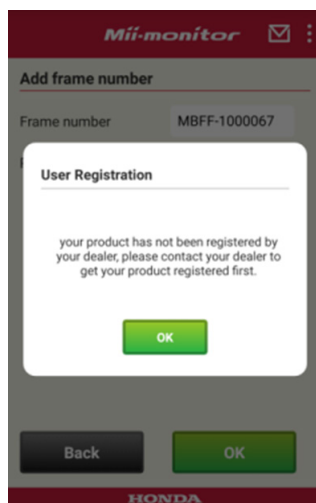 Mii-monitor
Add frame number
Frame number MBFF-1000067
User Registration
your product has not been registered by
your dealer, please contact your dealer to
get your product registered first.
OK
Back OK
HONDA